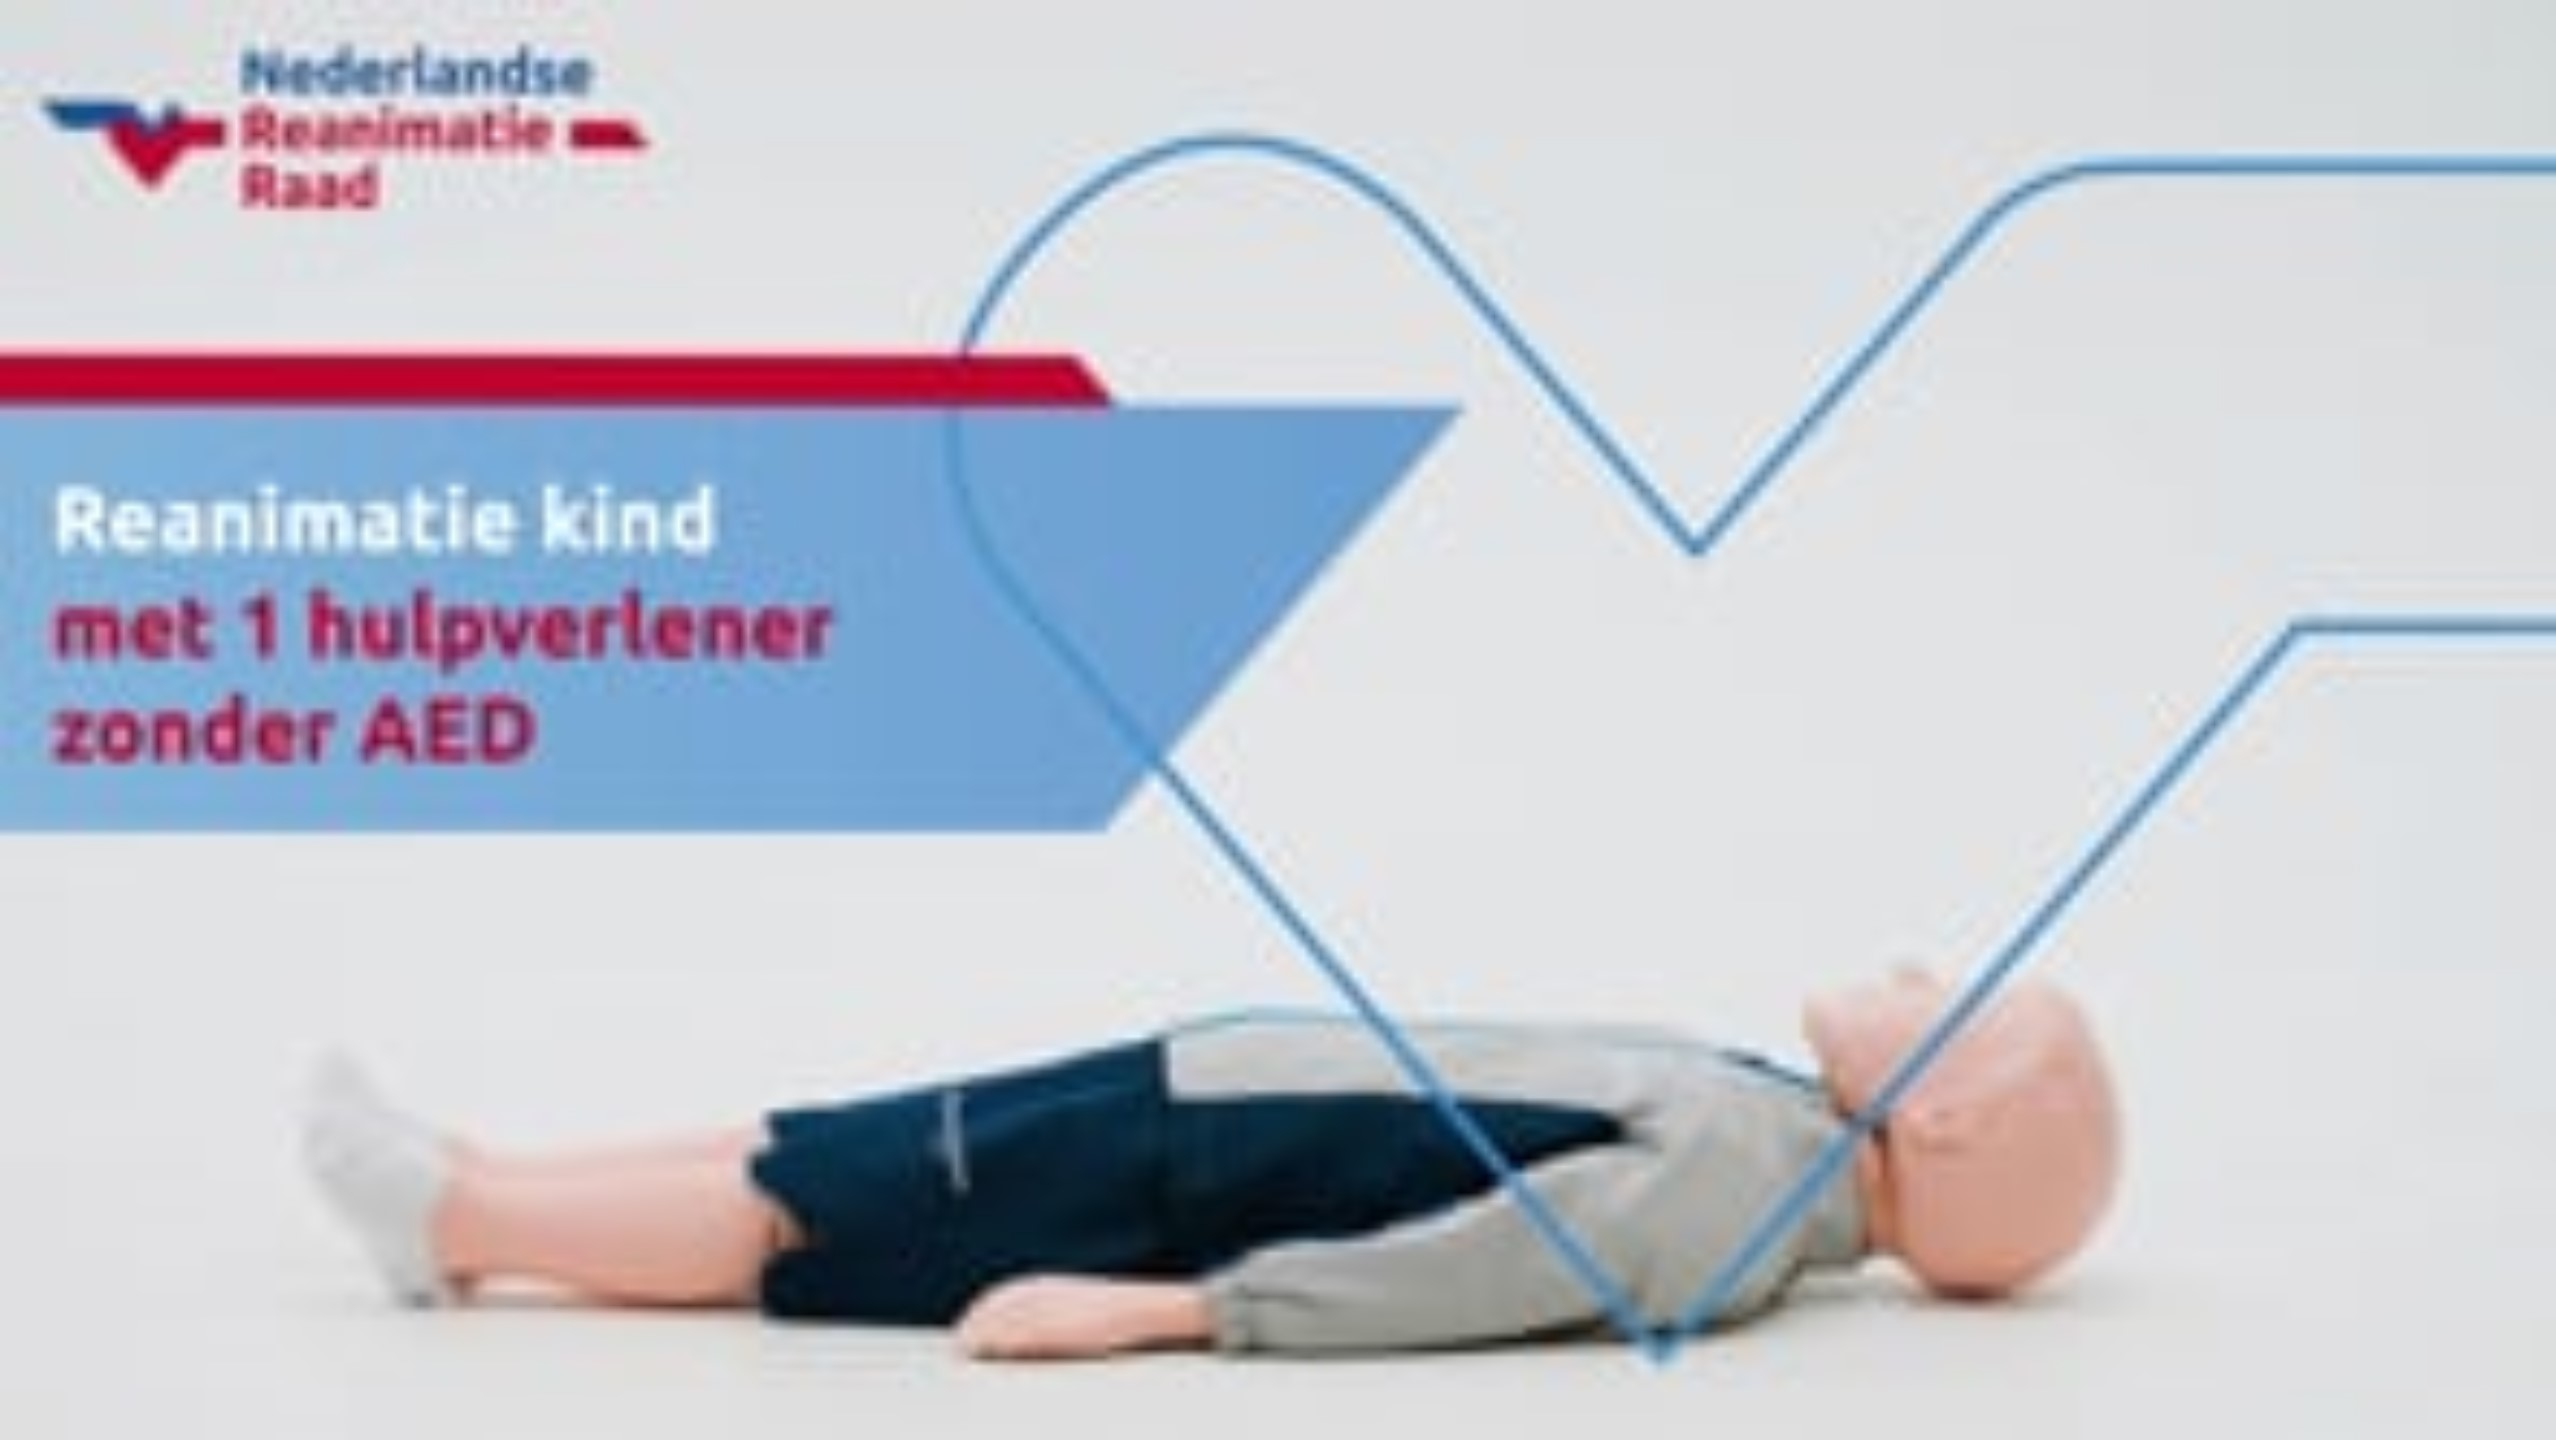 Nederlandse
Reanimatie
Raad
Reanimatie kind
met 1 hulpverlener
zonder AED